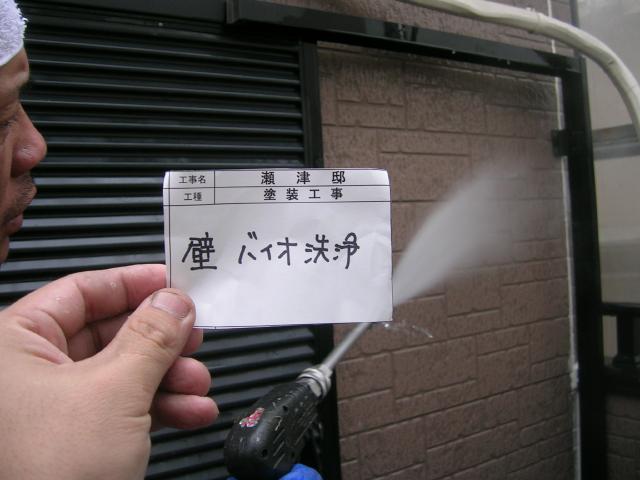 工事名 瀬津邸
工種 塗装工事
壁 バイオ洗浄